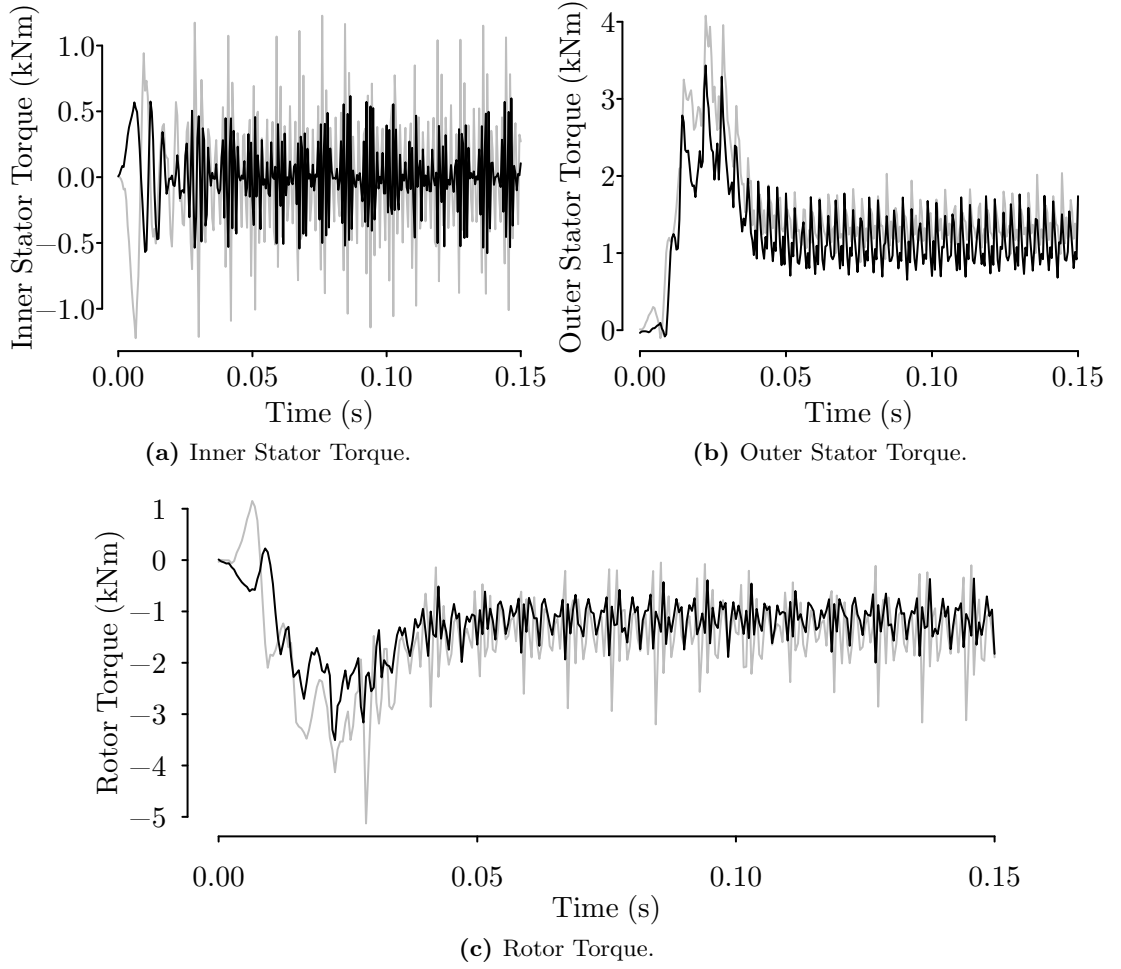 Inner Stator Torque (kNm)
1.0
0.5
0.0
−0.5
−1.0
0.00 0.05 0.10 0.15
Time (s)
(a) Inner Stator Torque.
Outer Stator Torque (kNm)
4
3
2
1
0
0.00 0.05 0.10 0.15
Time (s)
(b) Outer Stator Torque.
Rotor Torque (kNm)
1
0
−1
−2
−3
−4
−5
0.00 0.05 0.10 0.15
Time (s)
(c) Rotor Torque.